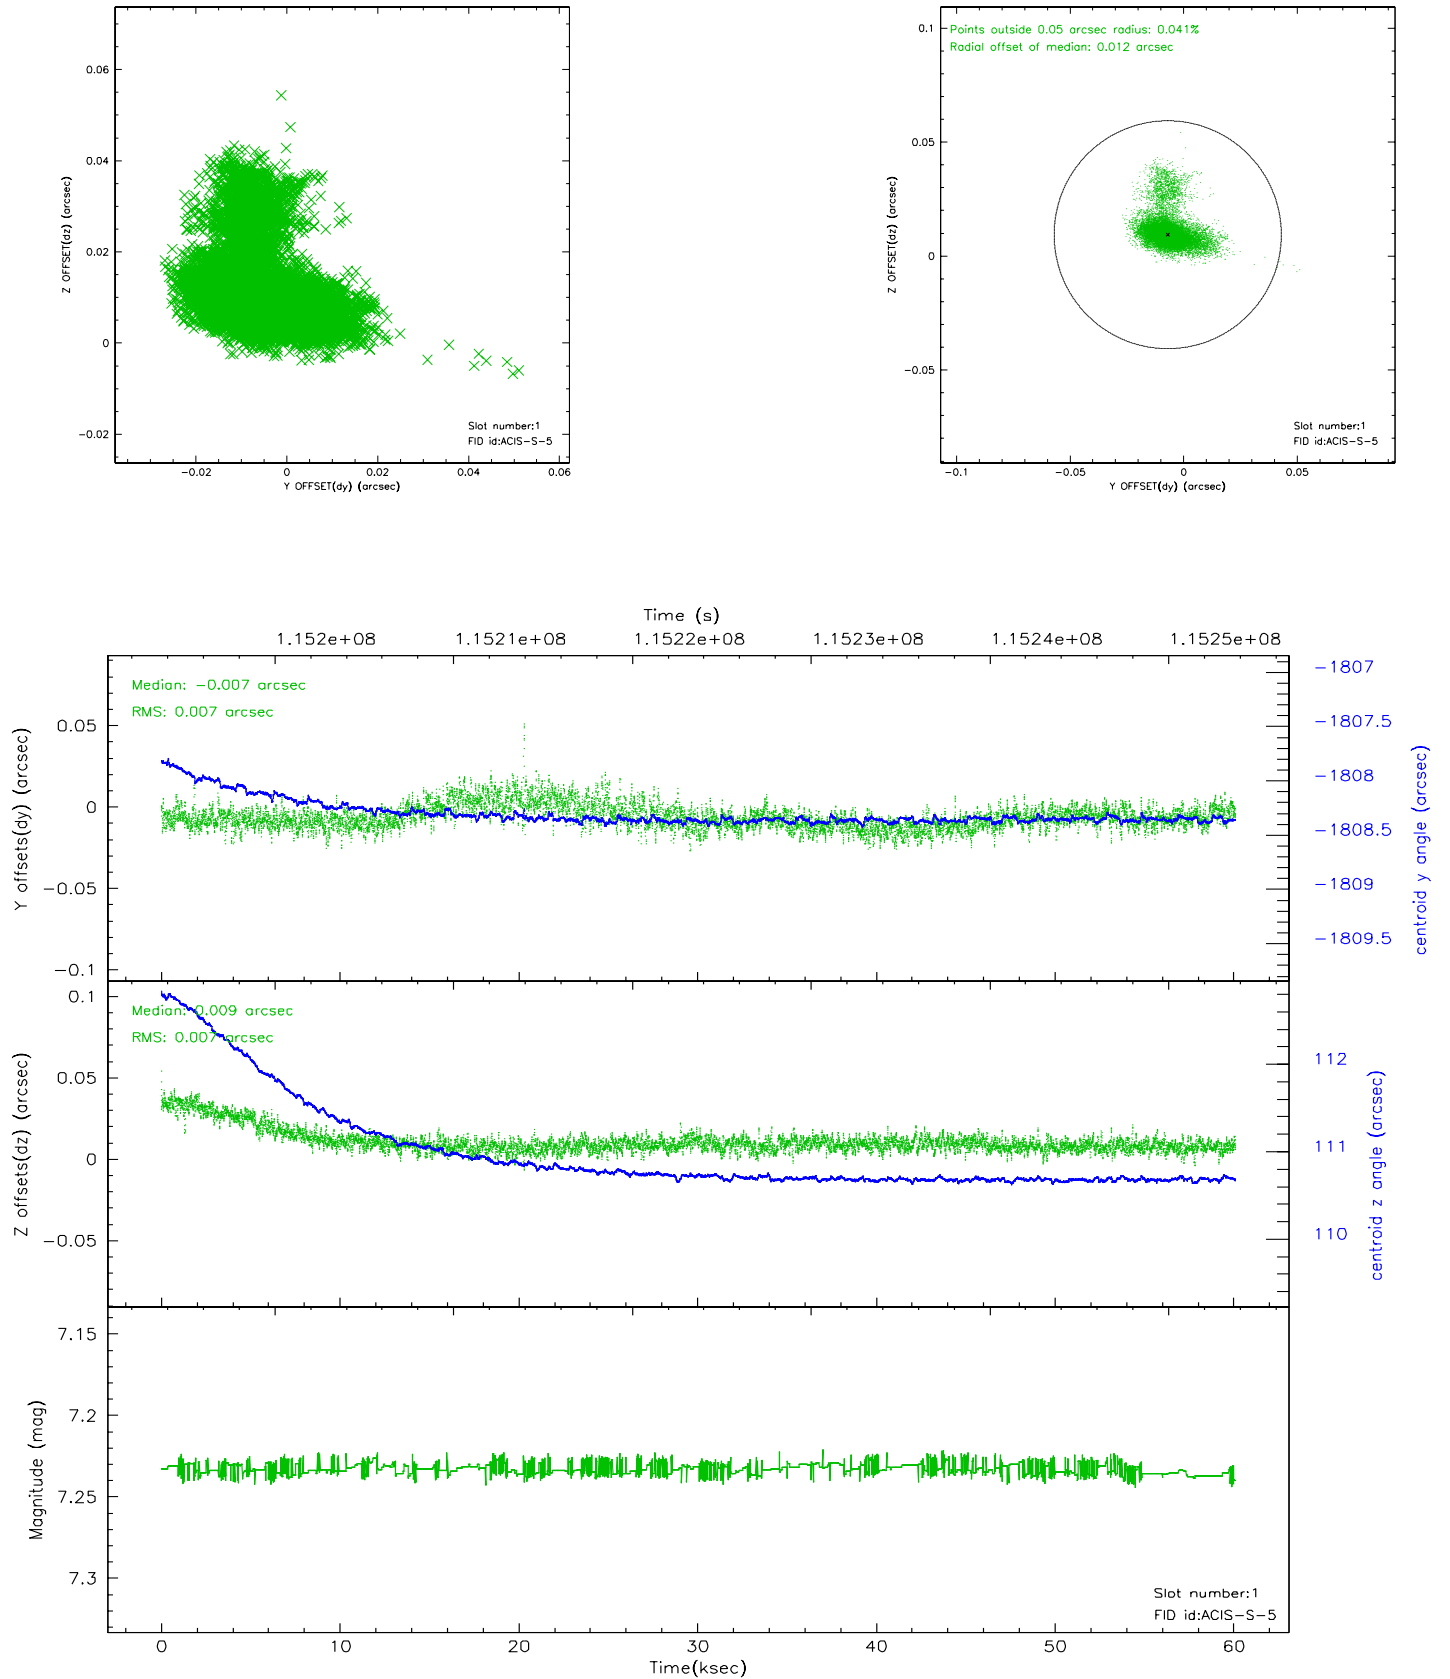 0.06
0.04
0.02
0
−0.02
Z OFFSET(dz) (arcsec)
Slot number:1
FID id:ACIS−S−5
−0.02 0 0.02 0.04 0.06
Y OFFSET(dy) (arcsec)
Points outside 0.05 arcsec radius: 0.041%
Radial offset of median: 0.012 arcsec
0.1
0.05
0
−0.05
Z OFFSET(dz) (arcsec)
Slot number:1
FID id:ACIS−S−5
−0.1 −0.05 0 0.05
Y OFFSET(dy) (arcsec)
Time (s)
1.152e+08 1.1521e+08 1.1522e+08 1.1523e+08 1.1524e+08 1.1525e+08
Median: −0.007 arcsec
RMS: 0.007 arcsec
0.05
0
−0.05
−0.1
Y offsets(dy) (arcsec)
−1807
−1807.5
−1808
−1808.5
−1809
−1809.5
centroid y angle (arcsec)
Median: 0.009 arcsec
RMS: 0.007 arcsec
0.1
0.05
0
−0.05
Z offsets(dz) (arcsec)
112
111
110
centroid z angle (arcsec)
7.15
7.2
7.25
7.3
Magnitude (mag)
Slot number:1
FID id:ACIS−S−5
0 10 20 30 40 50 60
Time(ksec)